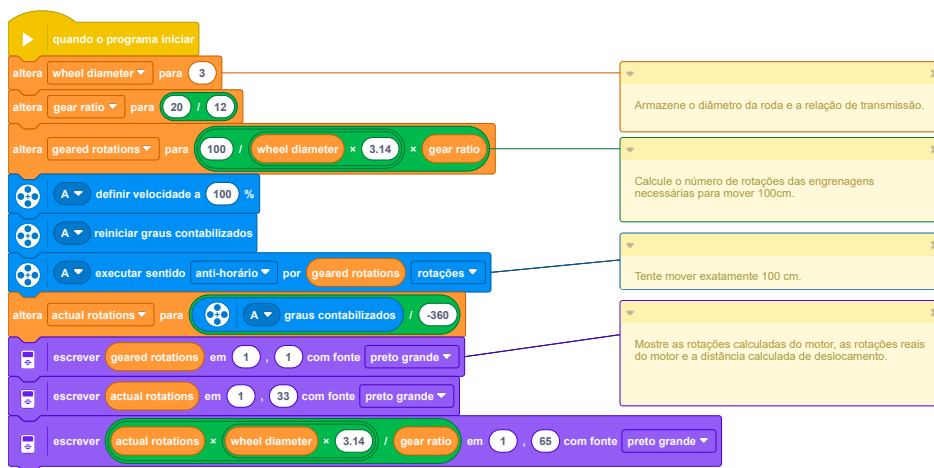 quando o programa iniciar
altera wheel diameter para 3
Armazene o diâmetro da roda e a relação de transmissão.
altera gear ratio para 20 / 12
altera geared rotations para 100 / wheel diameter × 3.14 × gear ratio
Calcule o número de rotações das engrenagens
necessárias para mover 100cm.
A definir velocidade a 100 %
A reiniciar graus contabilizados
A executar sentido anti-horário por geared rotations rotações
Tente mover exatamente 100 cm.
altera actual rotations para A graus contabilizados / -360
Mostre as rotações calculadas do motor, as rotações reais
do motor e a distância calculada de deslocamento.
escrever geared rotations em 1 , 1 com fonte preto grande
escrever actual rotations em 1 , 33 com fonte preto grande
escrever actual rotations × wheel diameter × 3.14 / gear ratio em 1 , 65 com fonte preto grande